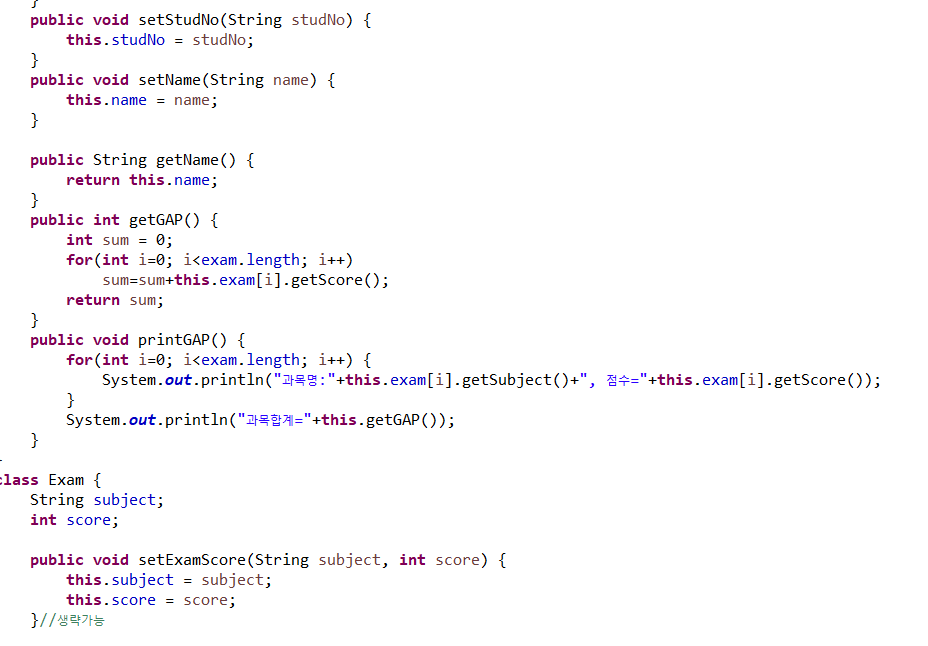 }
public void setStudNo(String studNo) {
this.studNo = studNo;
}
public void setName(String name) {
this.name = name;
}
public String getName() {
return this.name;
}
public int getGAP() {
int sum = 0;
for(int i=0; i<exam.length; i++)
sum=sum+this.exam[i].getScore();
return sum;
}
public void printGAP() {
for(int i=0; i<exam.length; i++) {
System.out.println("과목명:"+this.exam[i].getSubject()+", 점수="+this.exam[i].getScore());
}
System.out.println("과목합계="+this.getGAP());
}
class Exam {
String subject;
int score;
public void setExamScore(String subject, int score) {
this.subject = subject;
this.score = score;
}//생략가능